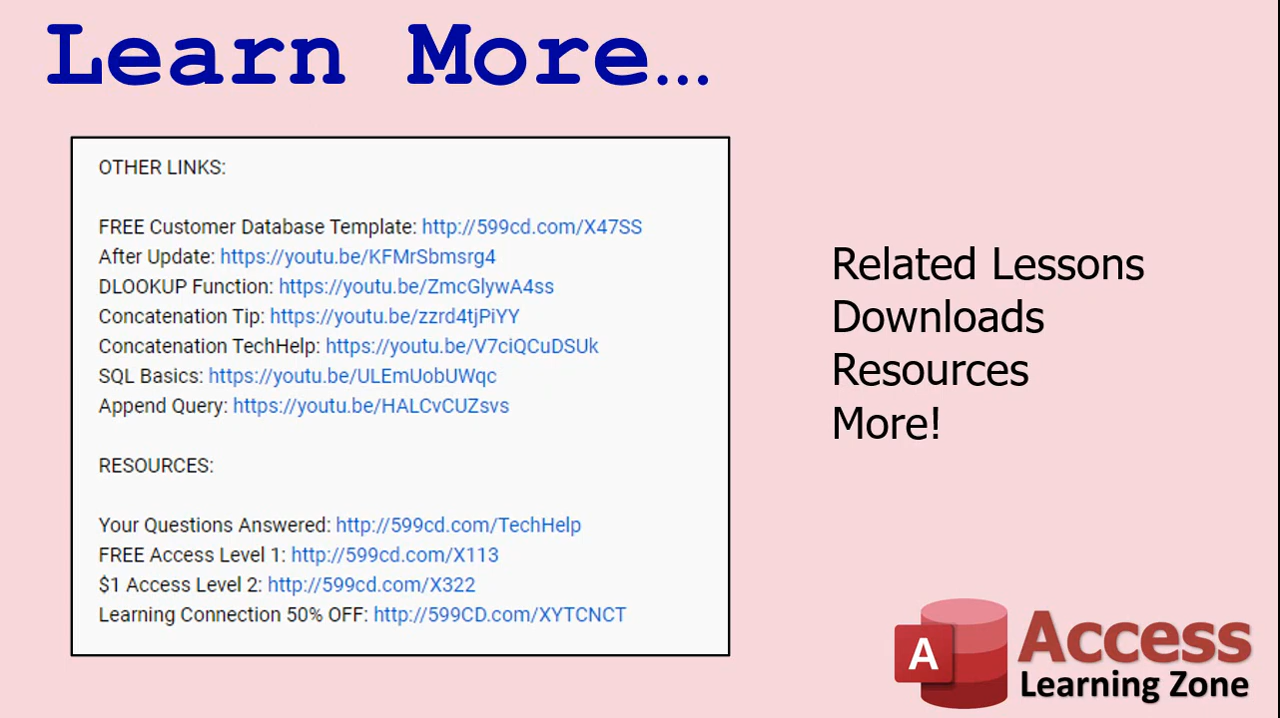 Learn More...
OTHER LINKS:
FREE Customer Database Template: http://599cd.com/X47SS
After Update: https://youtu.be/KFMrSbmsrg4
DLOOKUP Function: https://youtu.be/ZmcGlywA4ss
Concatenation Tip: https://youtu.be/zzrd4tjPiYY
Concatenation TechHelp: https://youtu.be/V7ciQCuDSUk
SQL Basics: https://youtu.be/ULEmUobUWqc
Append Query: https://youtu.be/HALCvCUZsvs
RESOURCES:
Your Questions Answered: http://599cd.com/TechHelp
FREE Access Level 1: http://599cd.com/X113
$1 Access Level 2: http://599cd.com/X322
Learning Connection 50% OFF: http://599CD.com/XYTCNCT
Related Lessons
Downloads
Resources
More!
A
Access
Learning Zone